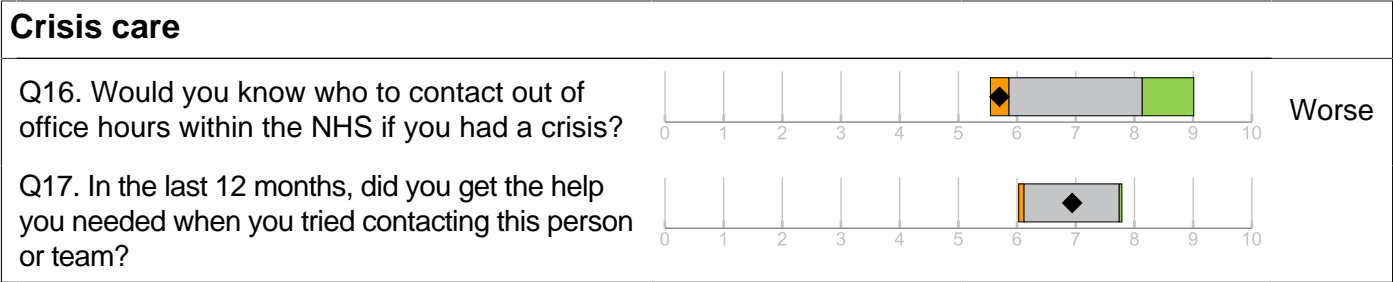 Crisis care
Q16. Would you know who to contact out of
office hours within the NHS if you had a crisis?
0 1 2 3 4 5 6 7 8 9 10
Worse
Q17. In the last 12 months, did you get the help
you needed when you tried contacting this person
or team?
0 1 2 3 4 5 6 7 8 9 10